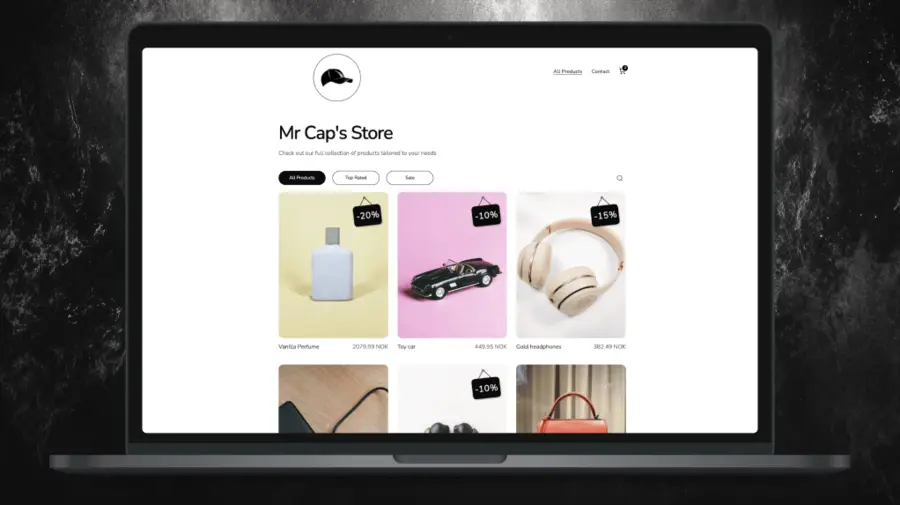 All Products Contact
Mr Cap's Store
Check out our full collection of products tailored to your needs
All Products Top Rated Sale
-20%
-10%
-15%
Vanilla Perfume 2079.99 NOK
Toy car 449.95 NOK
Gold headphones 382.49 NOK
-10%